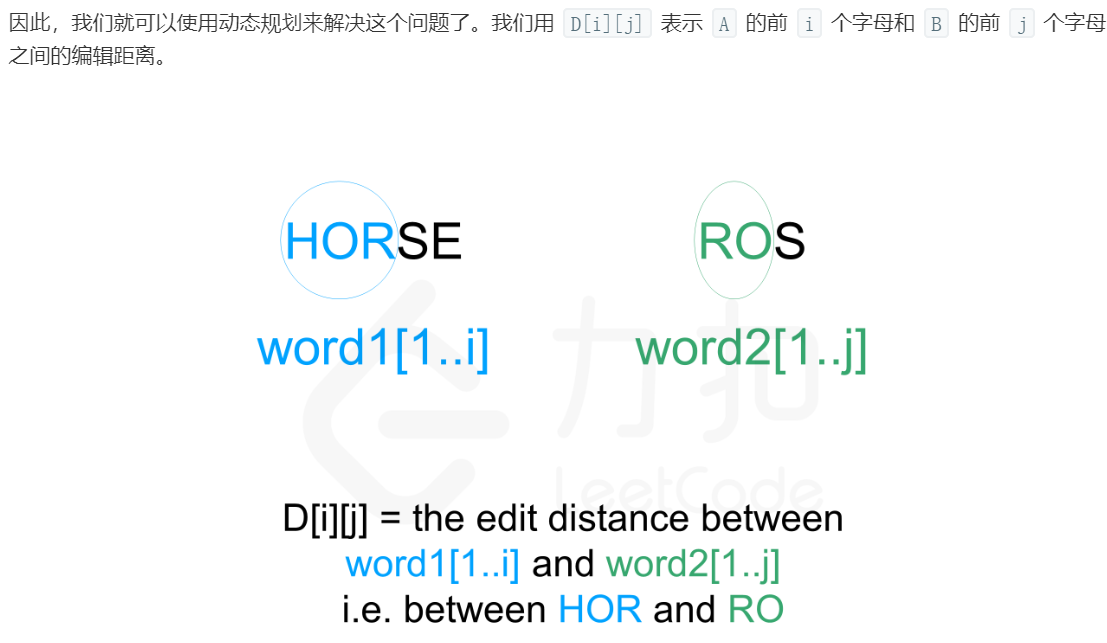 因此，我们就可以使用动态规划来解决这个问题了。我们用 D[i][j] 表示 A 的前 i 个字母和 B 的前 j 个字母
之间的编辑距离。
HORSE ROS
word1[1..i] word2[1..j]
力扣
LeetCode
D[i][j] = the edit distance between
word1[1..i] and word2[1..j]
i.e. between HOR and RO